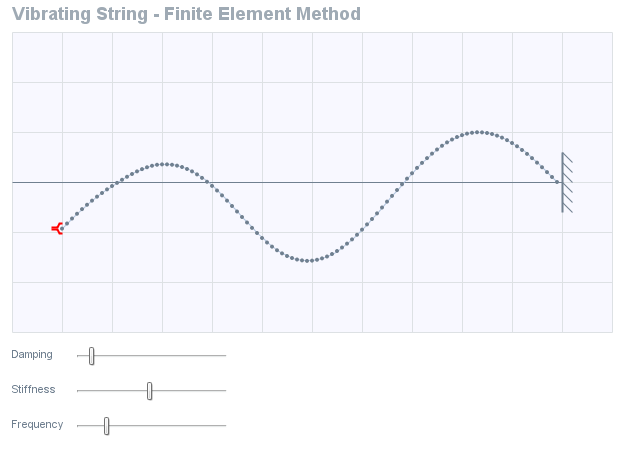 Vibrating String - Finite Element Method
Damping
Stiffness
Frequency